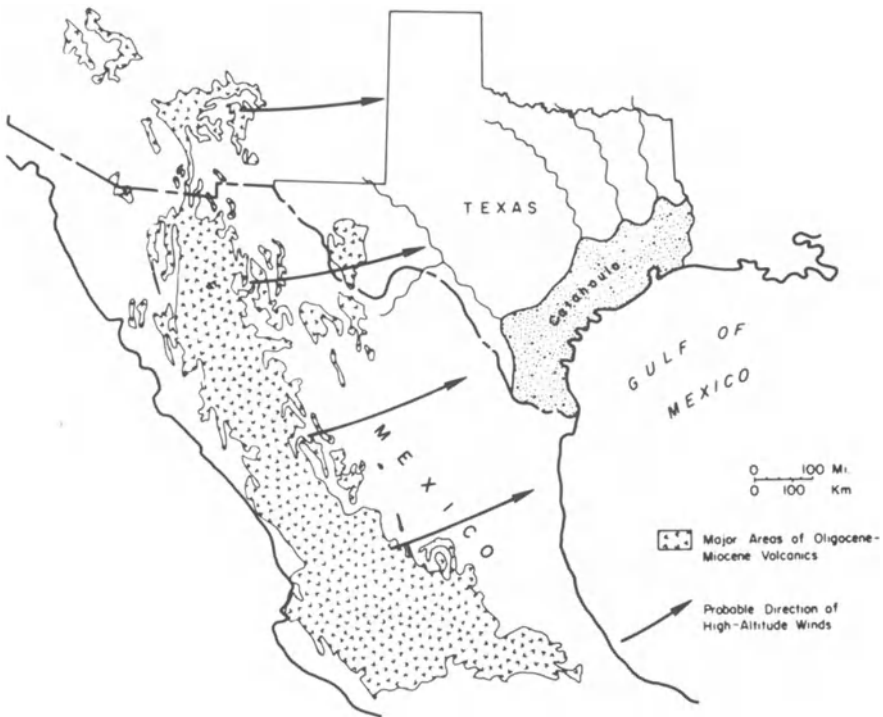 TEXAS
Catahoula
GULF OF
MEXICO
MEXICO
0 100 Mi.
0 100 Km
Major Areas of Oligocene-
Miocene Volcanics
Probable Direction of
High-Altitude Winds